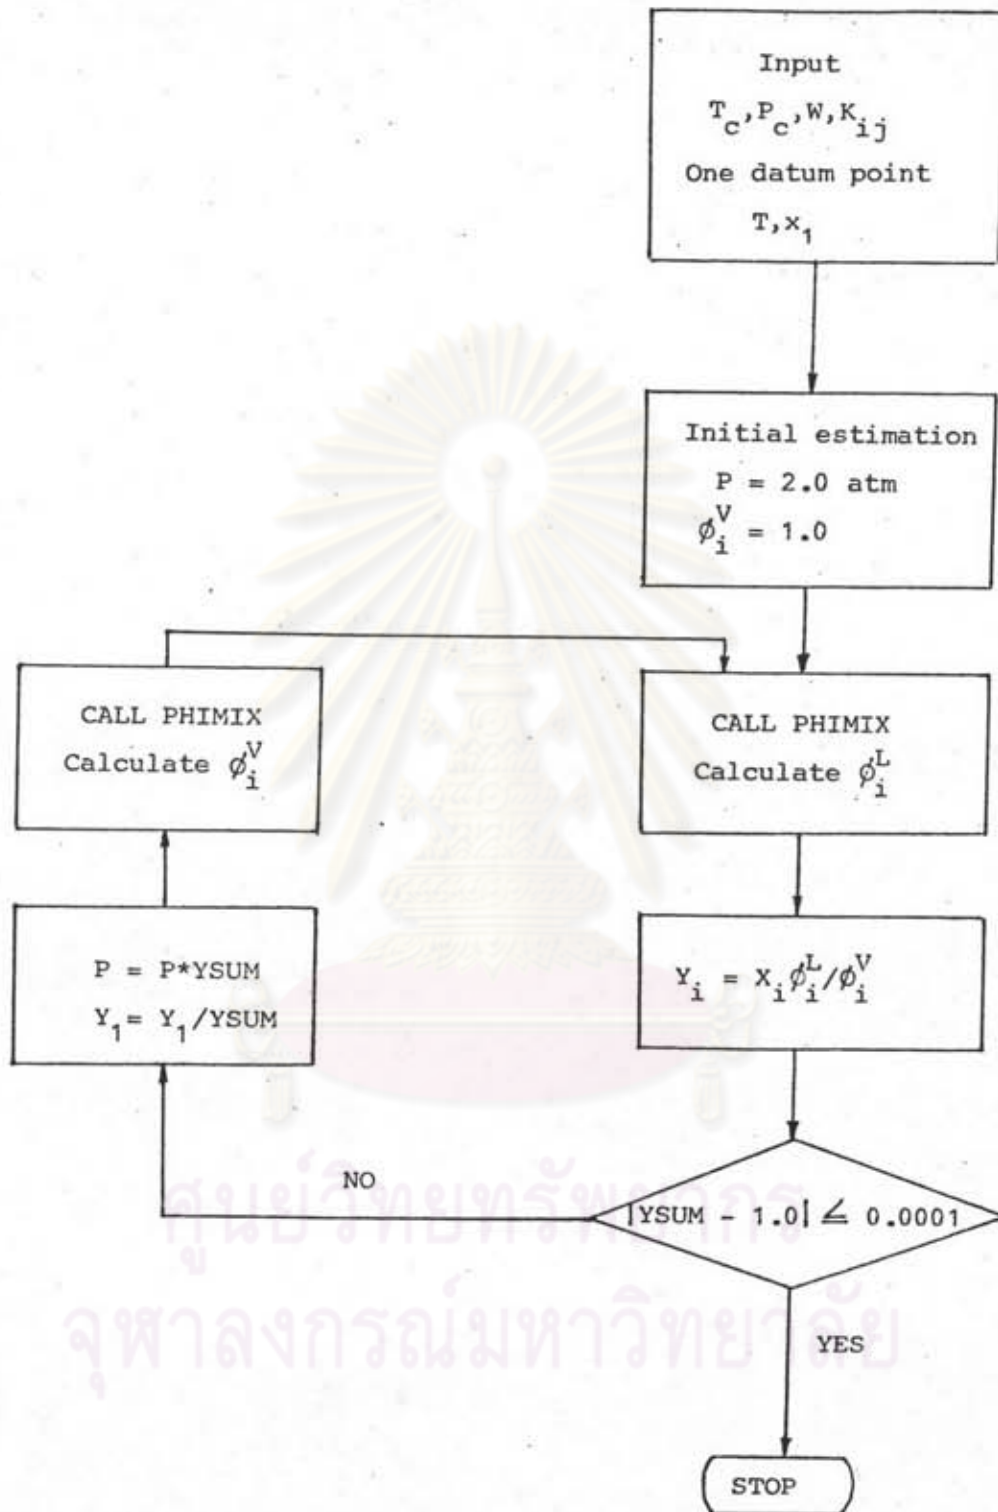 Input
T_c,P_c,W,K_ij
One datum point
T,x_1
Initial estimation
P = 2.0 atm
ϕ_i^V = 1.0
CALL PHIMIX
Calculate ϕ_i^V
CALL PHIMIX
Calculate ϕ_i^L
P = P*YSUM
Y_1= Y_1/YSUM
Y_i = X_i ϕ_i^L/ϕ_i^V
NO
|YSUM - 1.0| ≤ 0.0001
YES
STOP
ศูนย์วิทยทรัพยากร
จุฬาลงกรณ์มหาวิทยาลัย